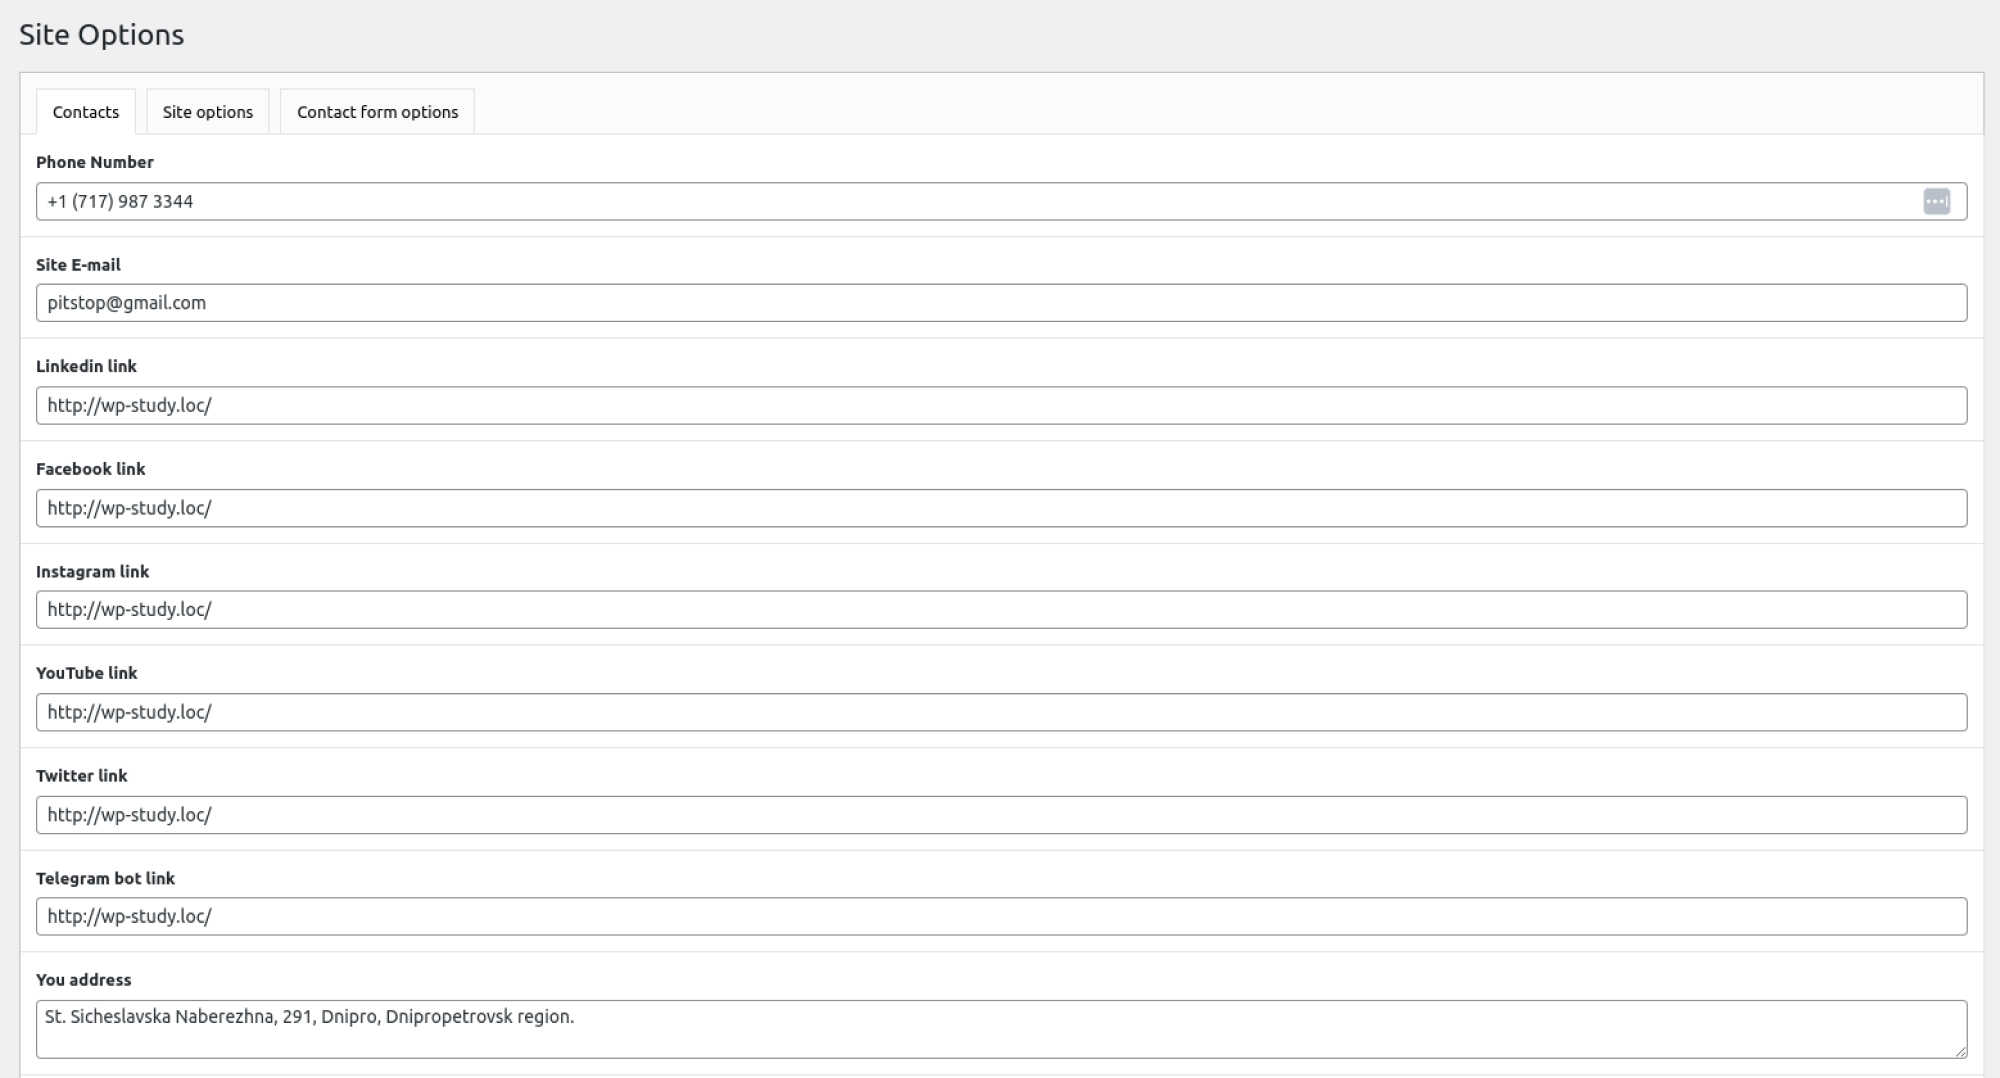 Site Options
Contacts Site options Contact form options
Phone Number
+1 (717) 987 3344
Site E-mail
pitstop@gmail.com
Linkedin link
http://wp-study.loc/
Facebook link
http://wp-study.loc/
Instagram link
http://wp-study.loc/
YouTube link
http://wp-study.loc/
Twitter link
http://wp-study.loc/
Telegram bot link
http://wp-study.loc/
You address
St. Sicheslavska Naberezhna, 291, Dnipro, Dnipropetrovsk region.